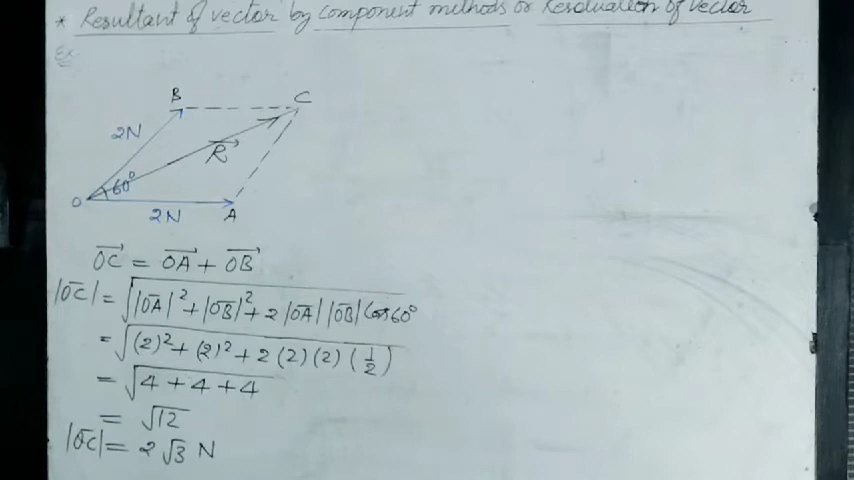 * Resultant of vector by component methods or Resoluation of vector
Ex
B C
2N
R
60°
O
2N A
OC = OA + OB
|OC| = √|OA|² + |OB|² + 2 |OA| |OB| Cos60°
= √(2)² + (2)² + 2 (2) (2) (1/2)
= √4 + 4 + 4
= √12
|OC| = 2√3 N